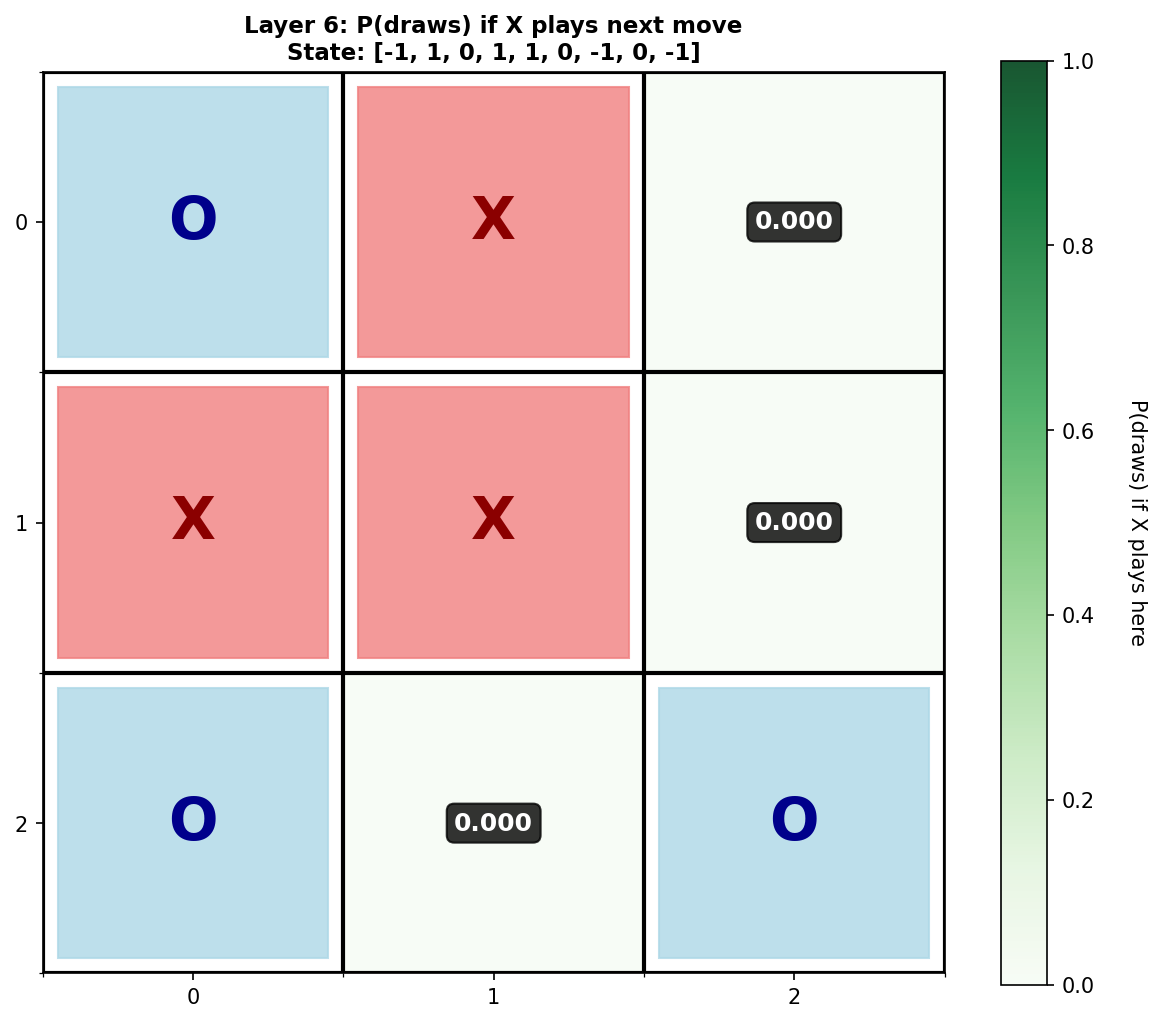 Layer 6: P(draws) if X plays next move
State: [-1, 1, 0, 1, 1, 0, -1, 0, -1]
O X 0.000
X X 0.000
O 0.000 O
0
1
2
0 1 2
1.0
0.8
0.6
0.4
0.2
0.0
P(draws) if X plays here